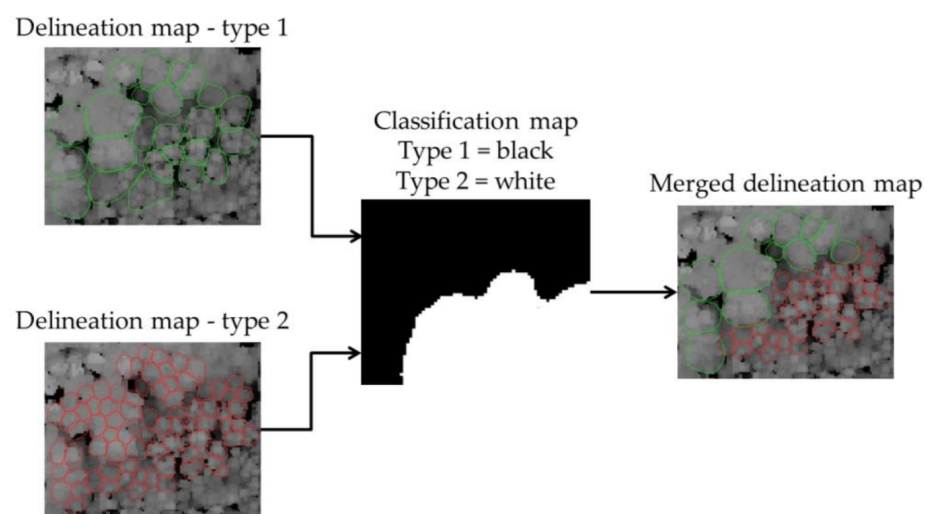 Delineation map - type 1
Classification map
Type 1 = black
Type 2 = white
Merged delineation map
Delineation map - type 2